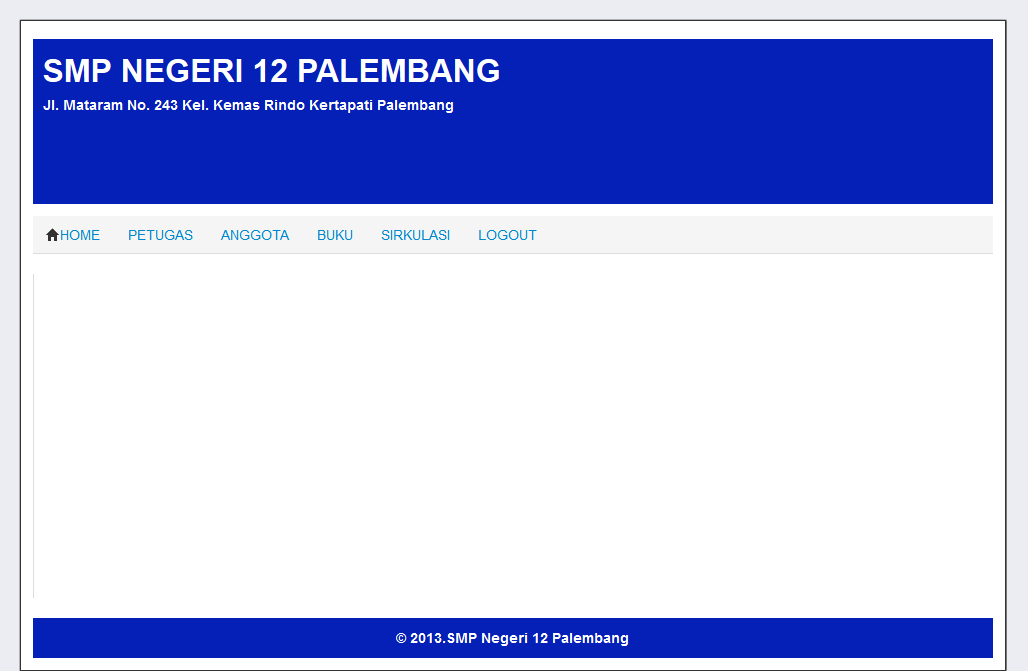 SMP NEGERI 12 PALEMBANG
Jl. Mataram No. 243 Kel. Kemas Rindo Kertapati Palembang
HOME PETUGAS ANGGOTA BUKU SIRKULASI LOGOUT
© 2013.SMP Negeri 12 Palembang